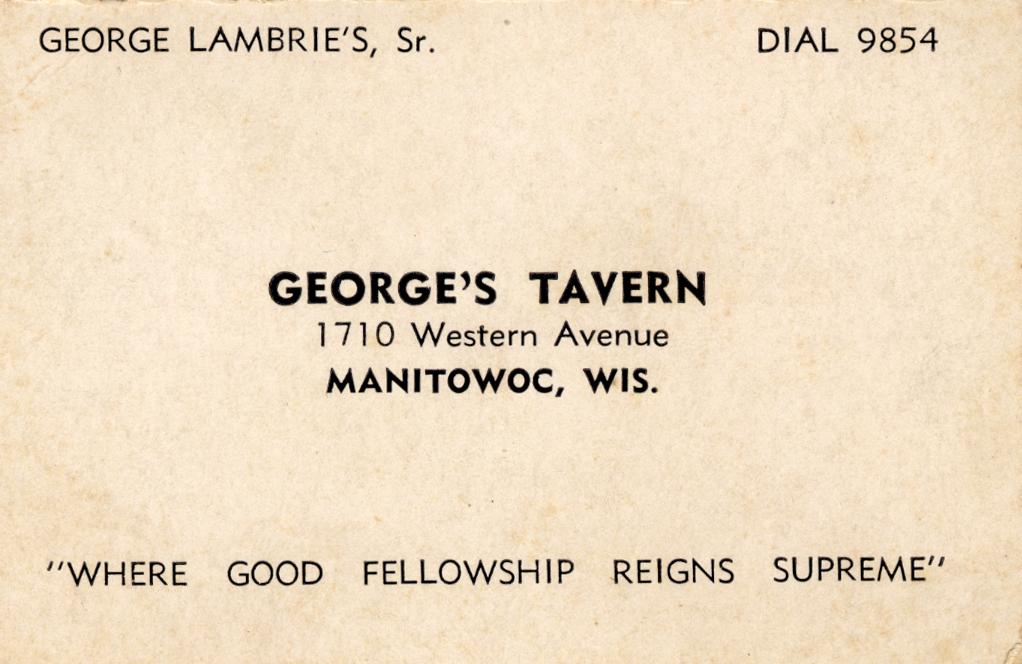 GEORGE LAMBRIE'S, Sr. DIAL 9854
GEORGE'S TAVERN
1710 Western Avenue
MANITOWOC, WIS.
"WHERE GOOD FELLOWSHIP REIGNS SUPREME"